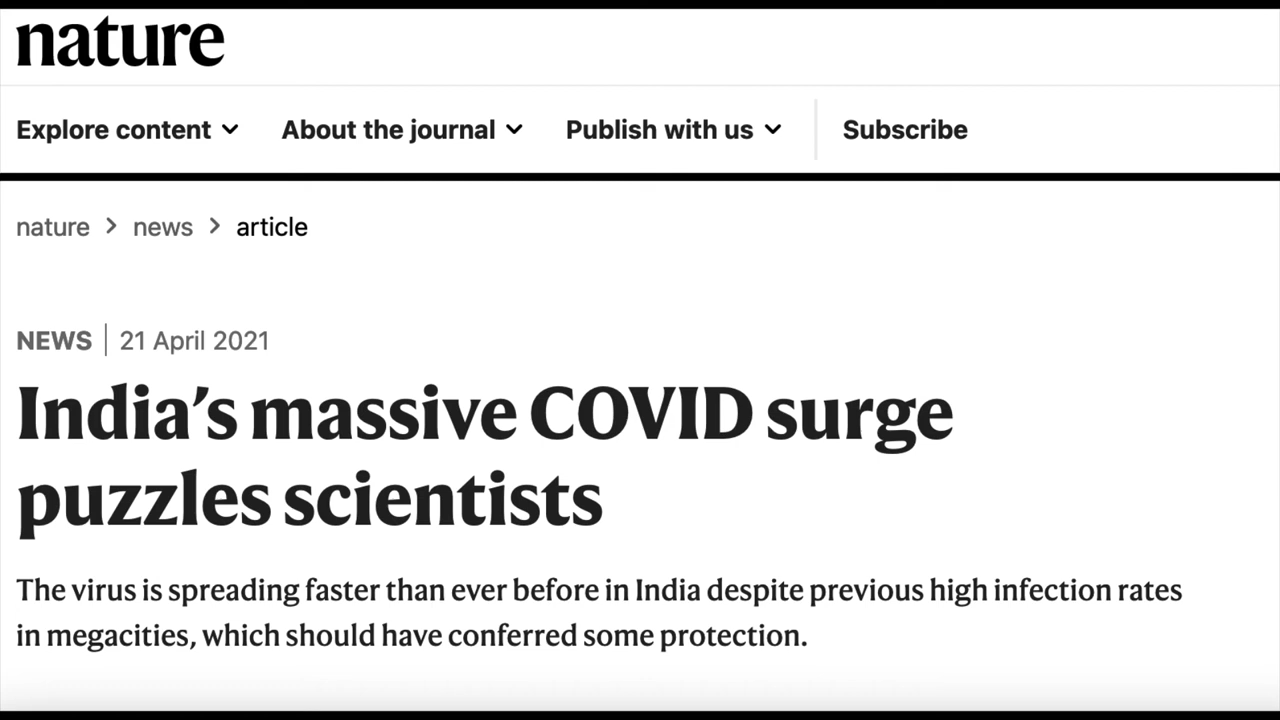 nature
Explore content About the journal Publish with us Subscribe
nature > news > article
NEWS | 21 April 2021
India’s massive COVID surge
puzzles scientists
The virus is spreading faster than ever before in India despite previous high infection rates
in megacities, which should have conferred some protection.